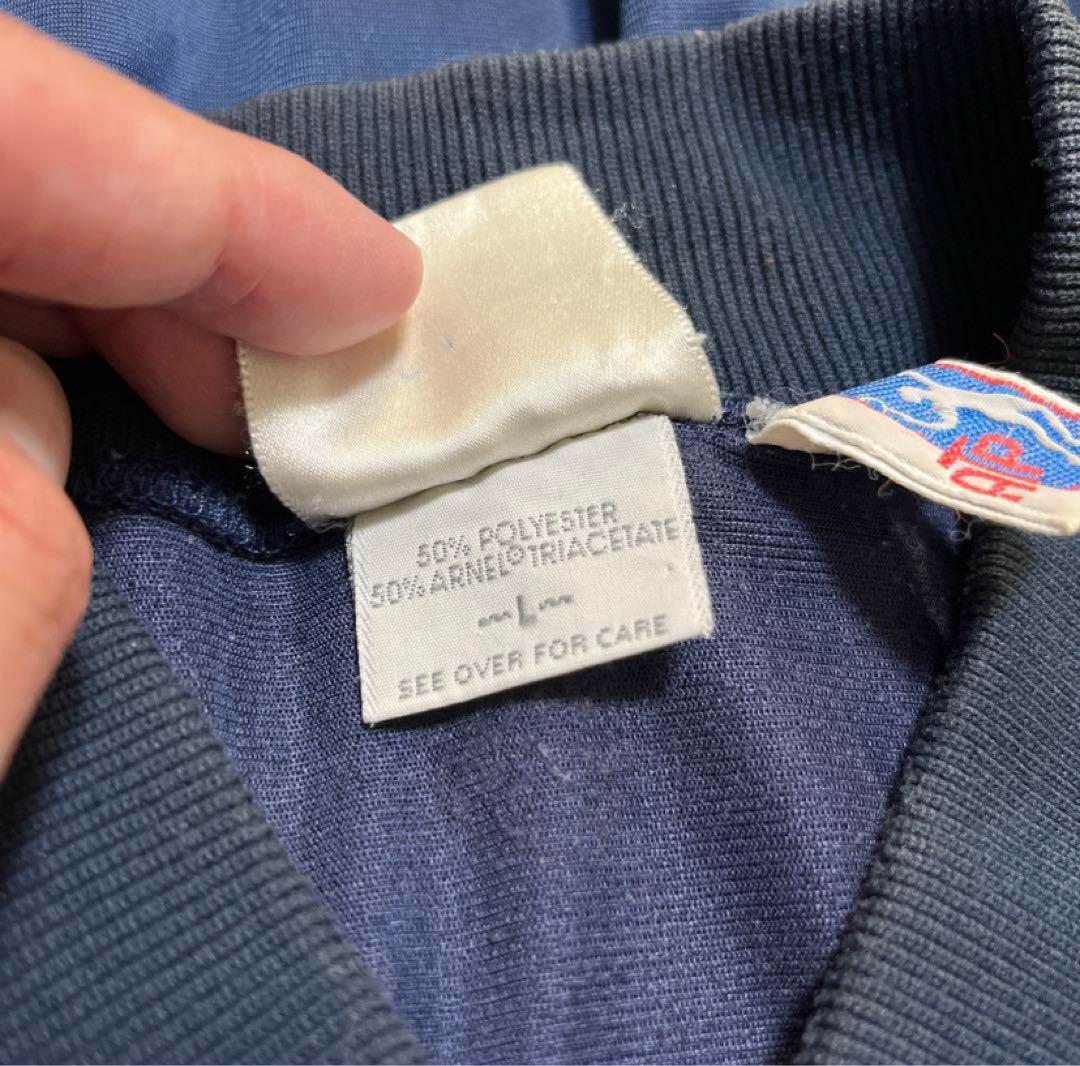 50% POLYESTER
50% ARNEL® TRIACETATE
~L~
SEE OVER FOR CARE